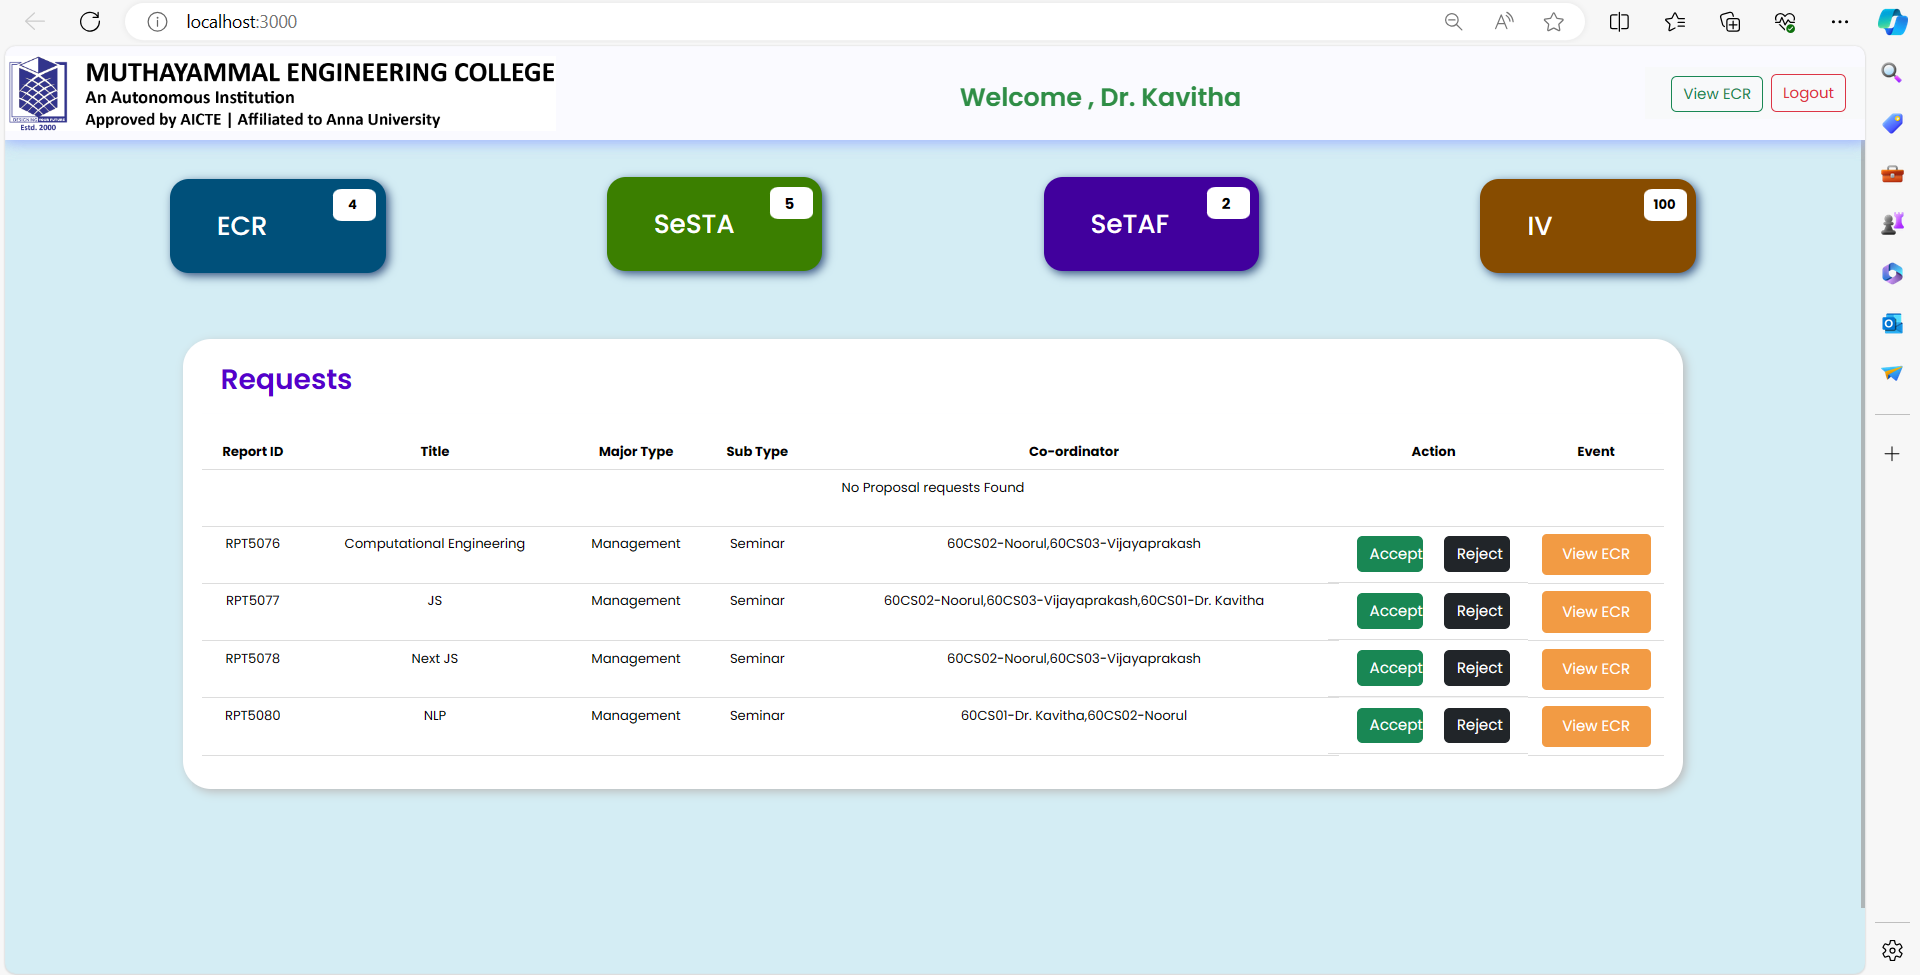 localhost:3000
MUTHAYAMMAL ENGINEERING COLLEGE
An Autonomous Institution
Approved by AICTE | Affiliated to Anna University
Estd. 2000
Welcome , Dr. Kavitha
View ECR
Logout
ECR
4
SeSTA
5
SeTAF
2
IV
100
Requests
Report ID Title Major Type Sub Type Co-ordinator Action Event
No Proposal requests Found
RPT5076 Computational Engineering Management Seminar 60CS02-Noorul,60CS03-Vijayaprakash Accept Reject View ECR
RPT5077 JS Management Seminar 60CS02-Noorul,60CS03-Vijayaprakash,60CS01-Dr. Kavitha Accept Reject View ECR
RPT5078 Next JS Management Seminar 60CS02-Noorul,60CS03-Vijayaprakash Accept Reject View ECR
RPT5080 NLP Management Seminar 60CS01-Dr. Kavitha,60CS02-Noorul Accept Reject View ECR